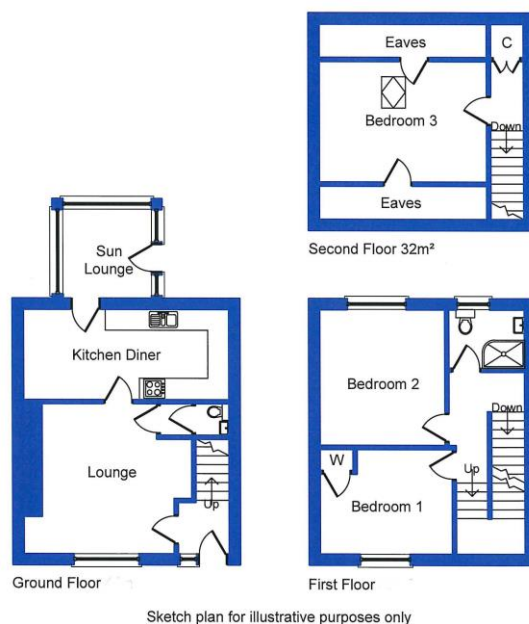 Eaves
C
Bedroom 3
Down
Eaves
Second Floor 32m²
Sun
Lounge
Kitchen Diner
Lounge
Up
Ground Floor
Bedroom 2
Down
W
Up
Bedroom 1
First Floor
Sketch plan for illustrative purposes only